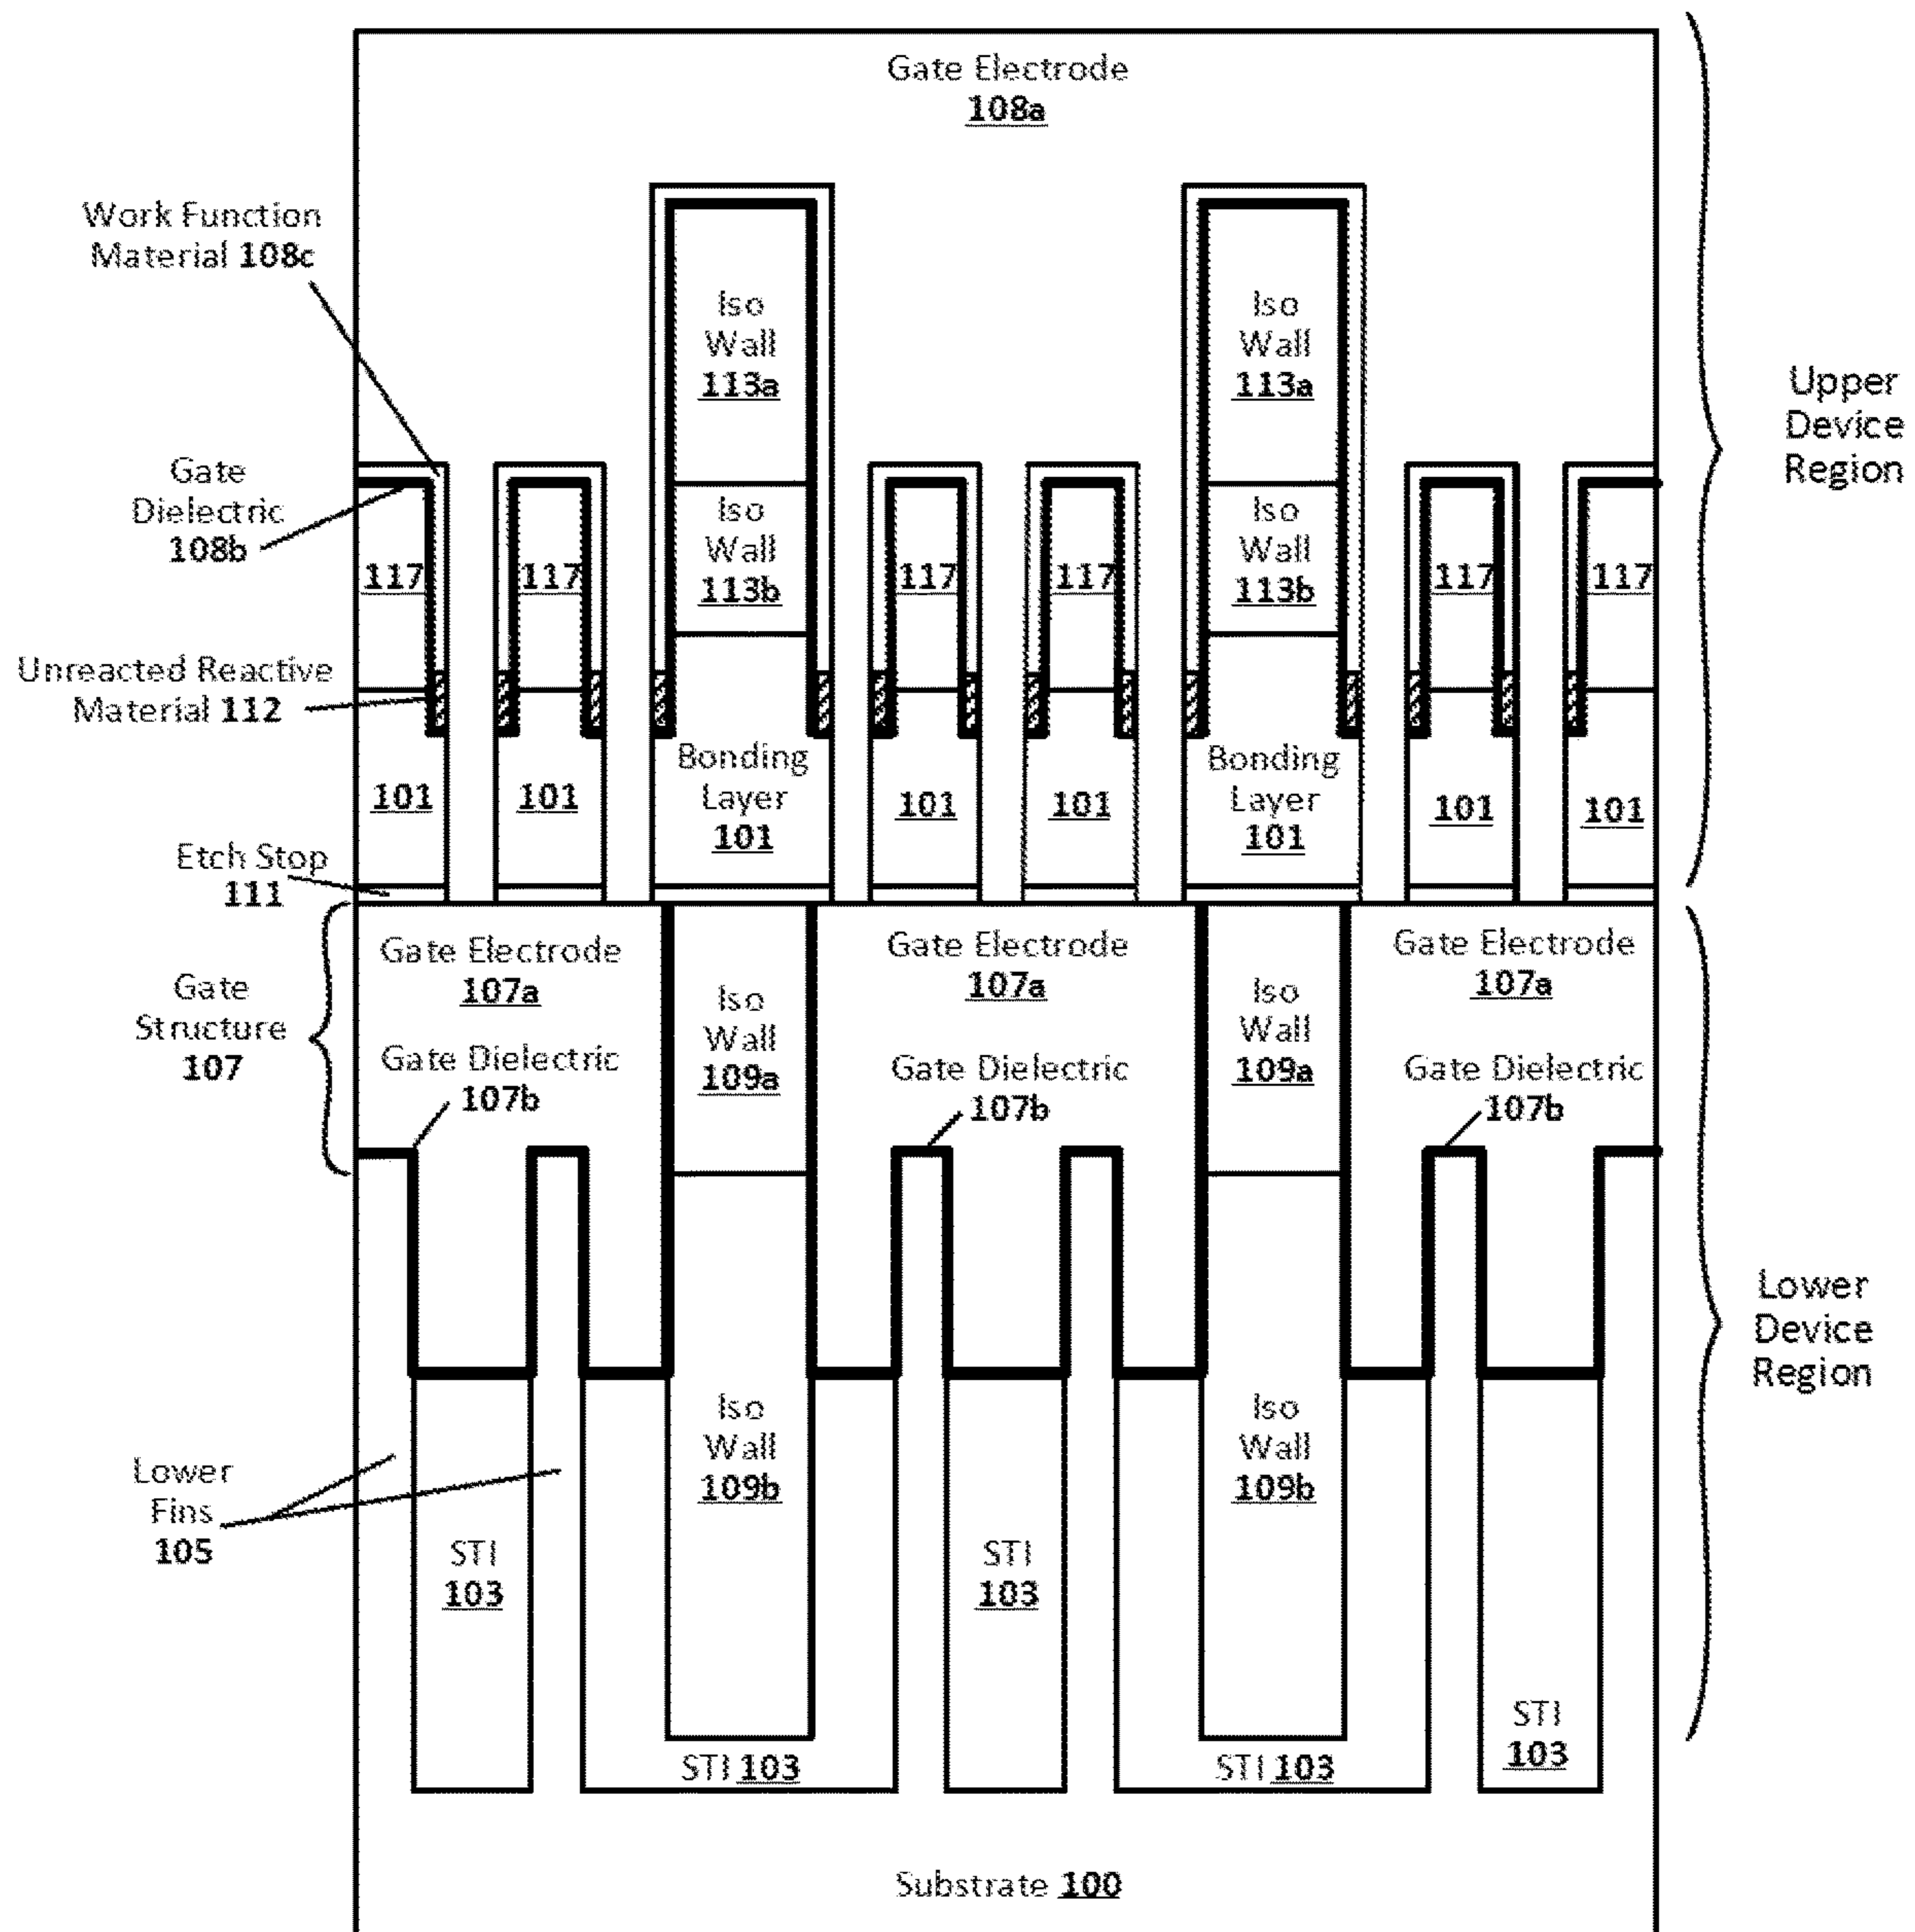 Gate Electrode
108a
Work Function
Material 108c
Iso
Wall
113a
Iso
Wall
113a
Upper
Device
Region
Gate
Dielectric
108b
Iso
Wall
113b
Iso
Wall
113b
117
117
117
117
117
117
Unreacted Reactive
Material 112
Bonding
Layer
101
Bonding
Layer
101
101
101
101
101
101
101
Etch Stop
111
Gate Electrode
107a
Gate Electrode
107a
Gate Electrode
107a
Gate
Structure
107
Iso
Wall
109a
Iso
Wall
109a
Gate Dielectric
107b
Gate Dielectric
107b
Gate Dielectric
107b
Lower
Device
Region
Iso
Wall
109b
Iso
Wall
109b
Lower
Fins
105
STI
103
STI
103
STI
103
STI 103
STI 103
Substrate 100